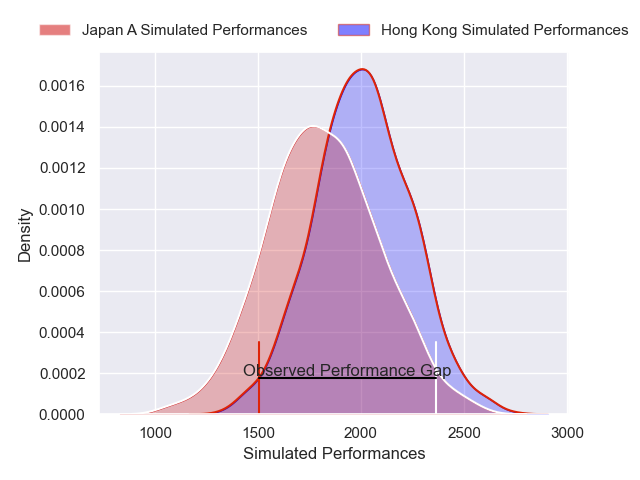 Japan A Simulated Performances
Hong Kong Simulated Performances
0.0016
0.0014
0.0012
0.0010
0.0008
0.0006
0.0004
0.0002
0.0000
Density
Observed Performance Gap
1000 1500 2000 2500 3000
Simulated Performances